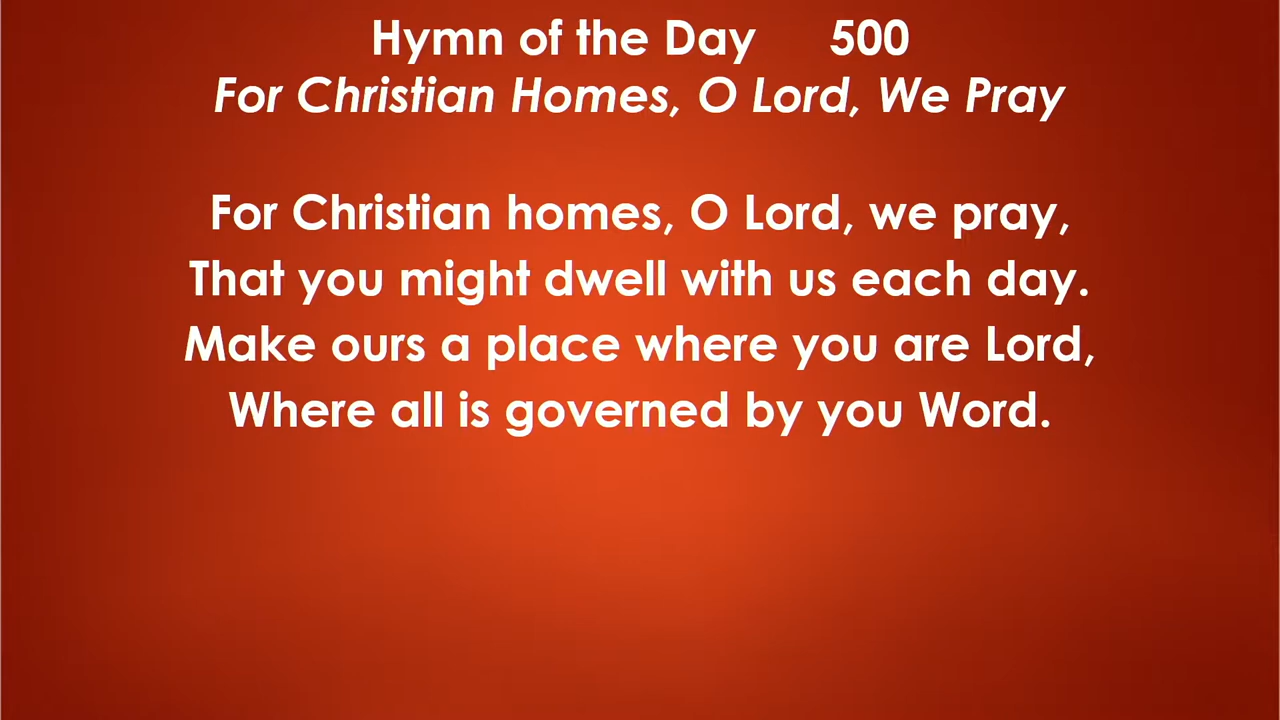 Hymn of the Day 500
For Christian Homes, O Lord, We Pray
For Christian homes, O Lord, we pray,
That you might dwell with us each day.
Make ours a place where you are Lord,
Where all is governed by you Word.